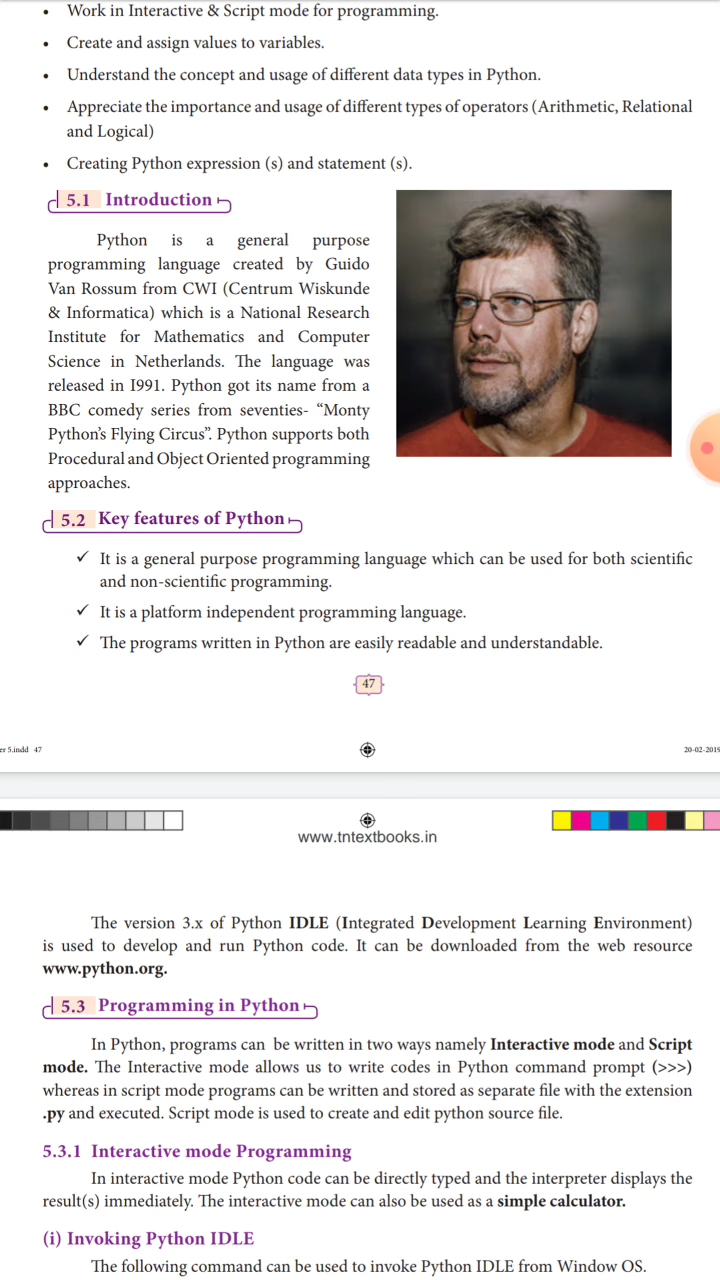 • Work in Interactive & Script mode for programming.
• Create and assign values to variables.
• Understand the concept and usage of different data types in Python.
• Appreciate the importance and usage of different types of operators (Arithmetic, Relational
and Logical)
• Creating Python expression (s) and statement (s).
5.1 Introduction
Python is a general purpose
programming language created by Guido
Van Rossum from CWI (Centrum Wiskunde
& Informatica) which is a National Research
Institute for Mathematics and Computer
Science in Netherlands. The language was
released in I991. Python got its name from a
BBC comedy series from seventies- “Monty
Python’s Flying Circus”. Python supports both
Procedural and Object Oriented programming
approaches.
5.2 Key features of Python
✓ It is a general purpose programming language which can be used for both scientific
and non-scientific programming.
✓ It is a platform independent programming language.
✓ The programs written in Python are easily readable and understandable.
47
er 5.indd 47
20-02-2019
www.tntextbooks.in
The version 3.x of Python IDLE (Integrated Development Learning Environment)
is used to develop and run Python code. It can be downloaded from the web resource
www.python.org.
5.3 Programming in Python
In Python, programs can be written in two ways namely Interactive mode and Script
mode. The Interactive mode allows us to write codes in Python command prompt (>>>)
whereas in script mode programs can be written and stored as separate file with the extension
.py and executed. Script mode is used to create and edit python source file.
5.3.1 Interactive mode Programming
In interactive mode Python code can be directly typed and the interpreter displays the
result(s) immediately. The interactive mode can also be used as a simple calculator.
(i) Invoking Python IDLE
The following command can be used to invoke Python IDLE from Window OS.